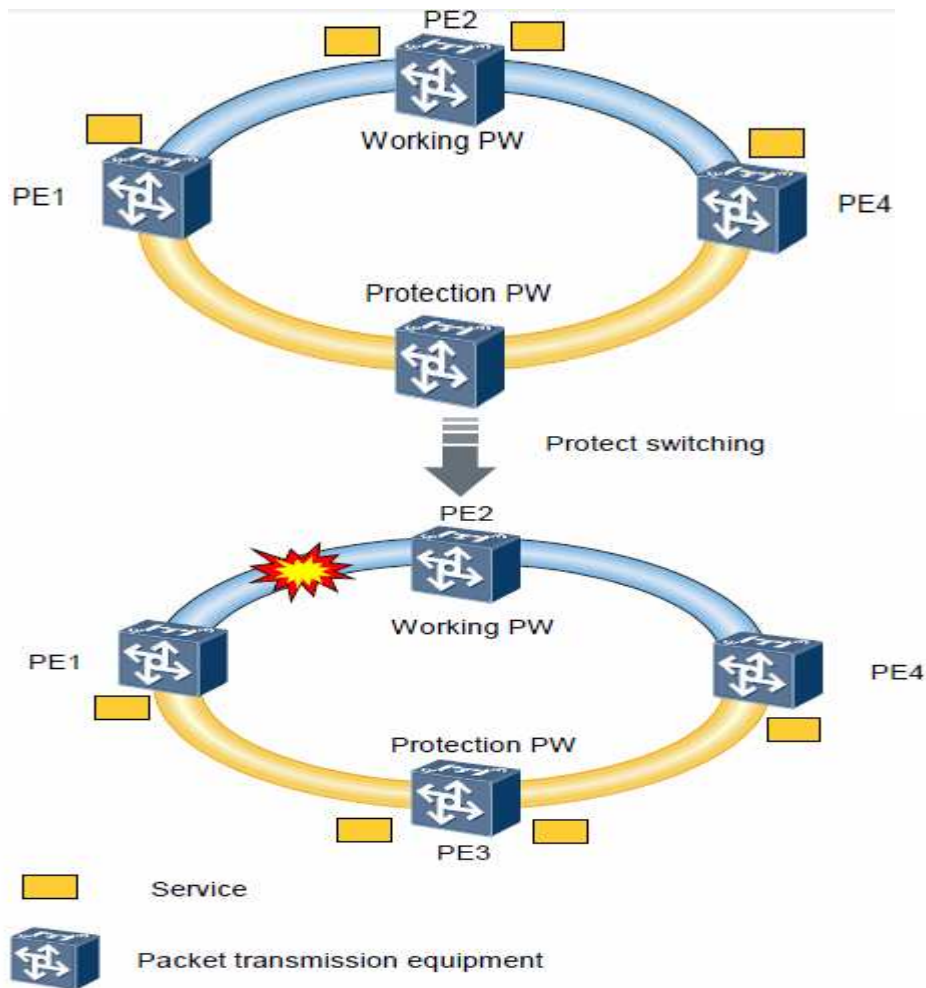 PE2
Working PW
PE1
PE4
Protection PW
Protect switching
PE2
Working PW
PE1
PE4
Protection PW
PE3
Service
Packet transmission equipment